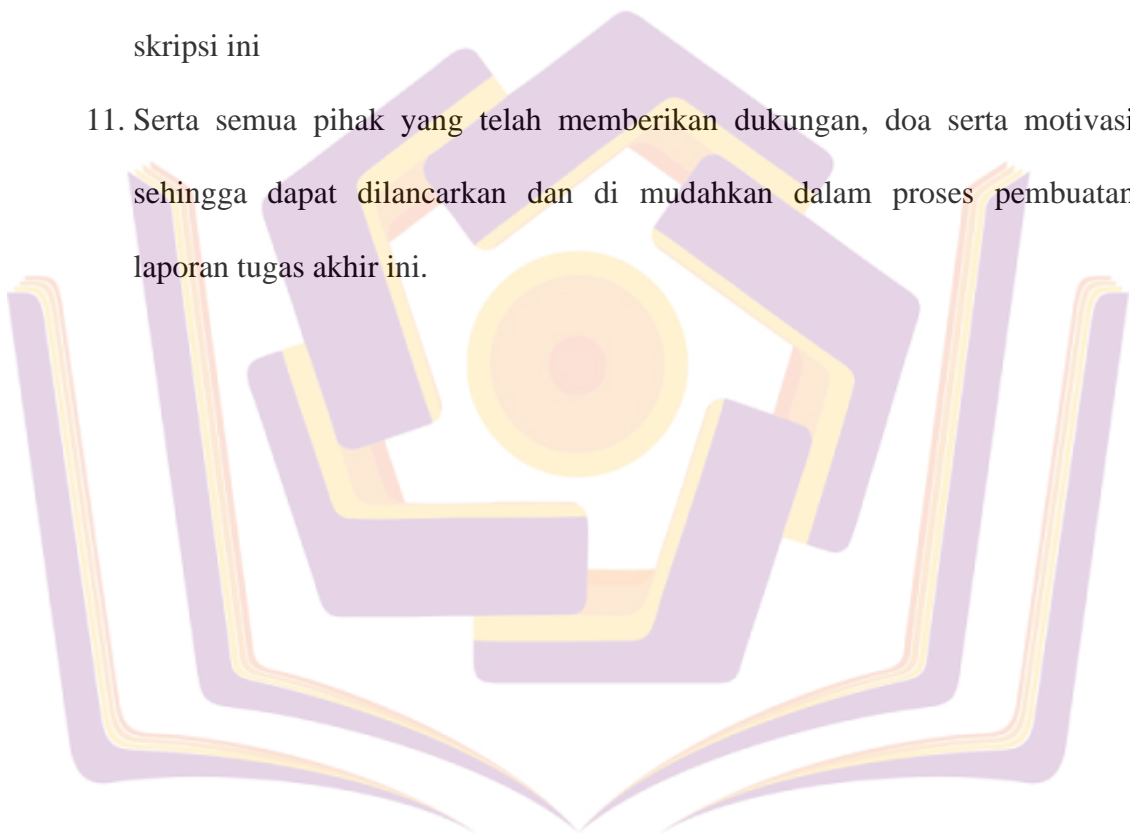 skripsi ini
11. Serta semua pihak yang telah memberikan dukungan, doa serta motivasi
sehingga dapat dilancarkan dan di mudahkan dalam proses pembuatan
laporan tugas akhir ini.